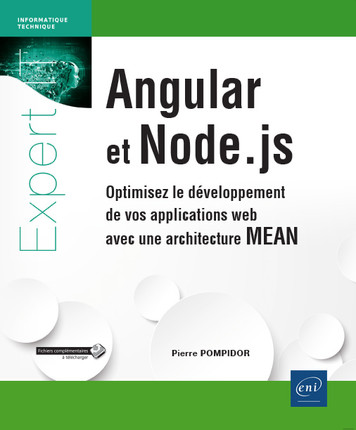 INFORMATIQUE
TECHNIQUE
Expert IT
Angular
et Node.js
Optimisez le développement
de vos applications web
avec une architecture MEAN
Fichiers complémentaires
à télécharger
Pierre POMPIDOR
eni